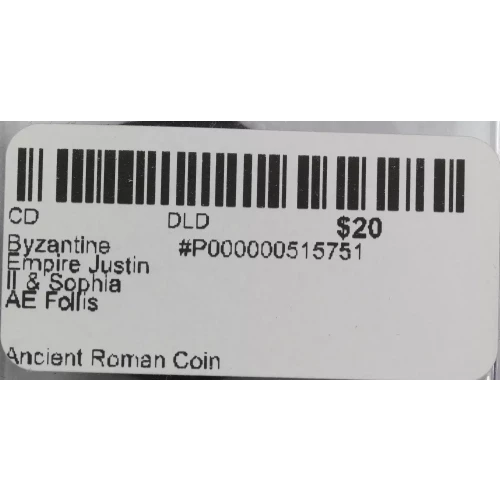 CD DLD $20
Byzantine #P000000515751
Empire Justin
II & Sophia
AE Follis
Ancient Roman Coin